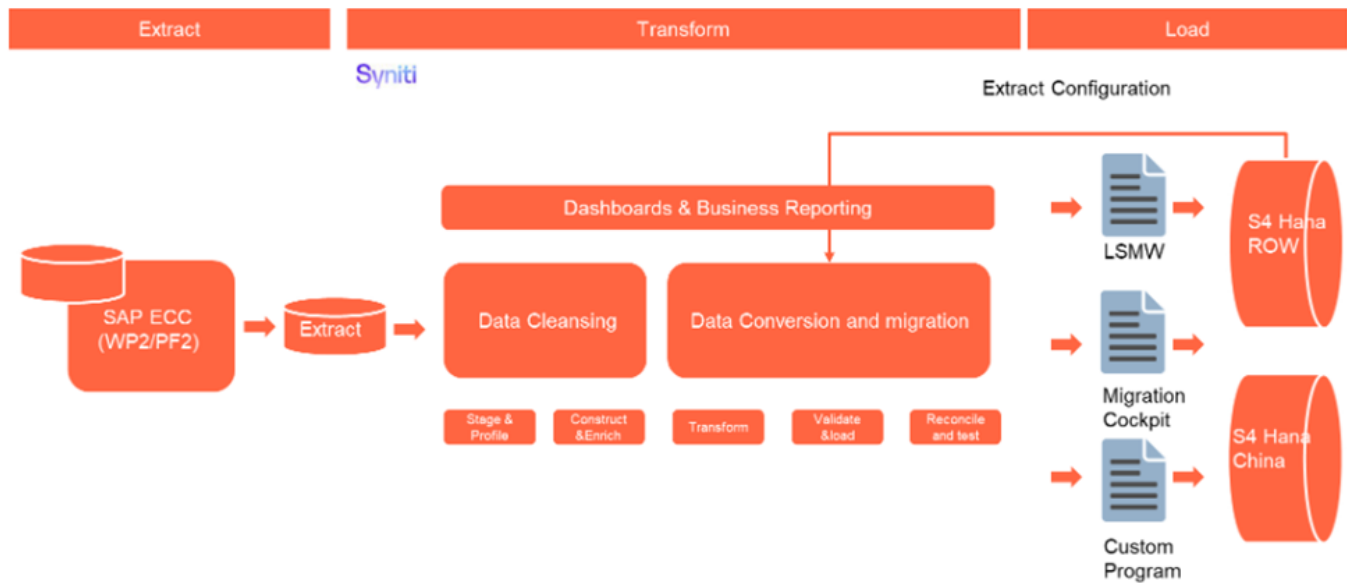 Extract
Transform
Load
Syniti
Extract Configuration
Dashboards & Business Reporting
LSMW
S4 Hana
ROW
SAP ECC
(WP2/PF2)
Extract
Data Cleansing
Data Conversion and migration
Migration
Cockpit
Stage &
Profile
Construct
&Enrich
Transform
Validate
&load
Reconcile
and test
S4 Hana
China
Custom
Program